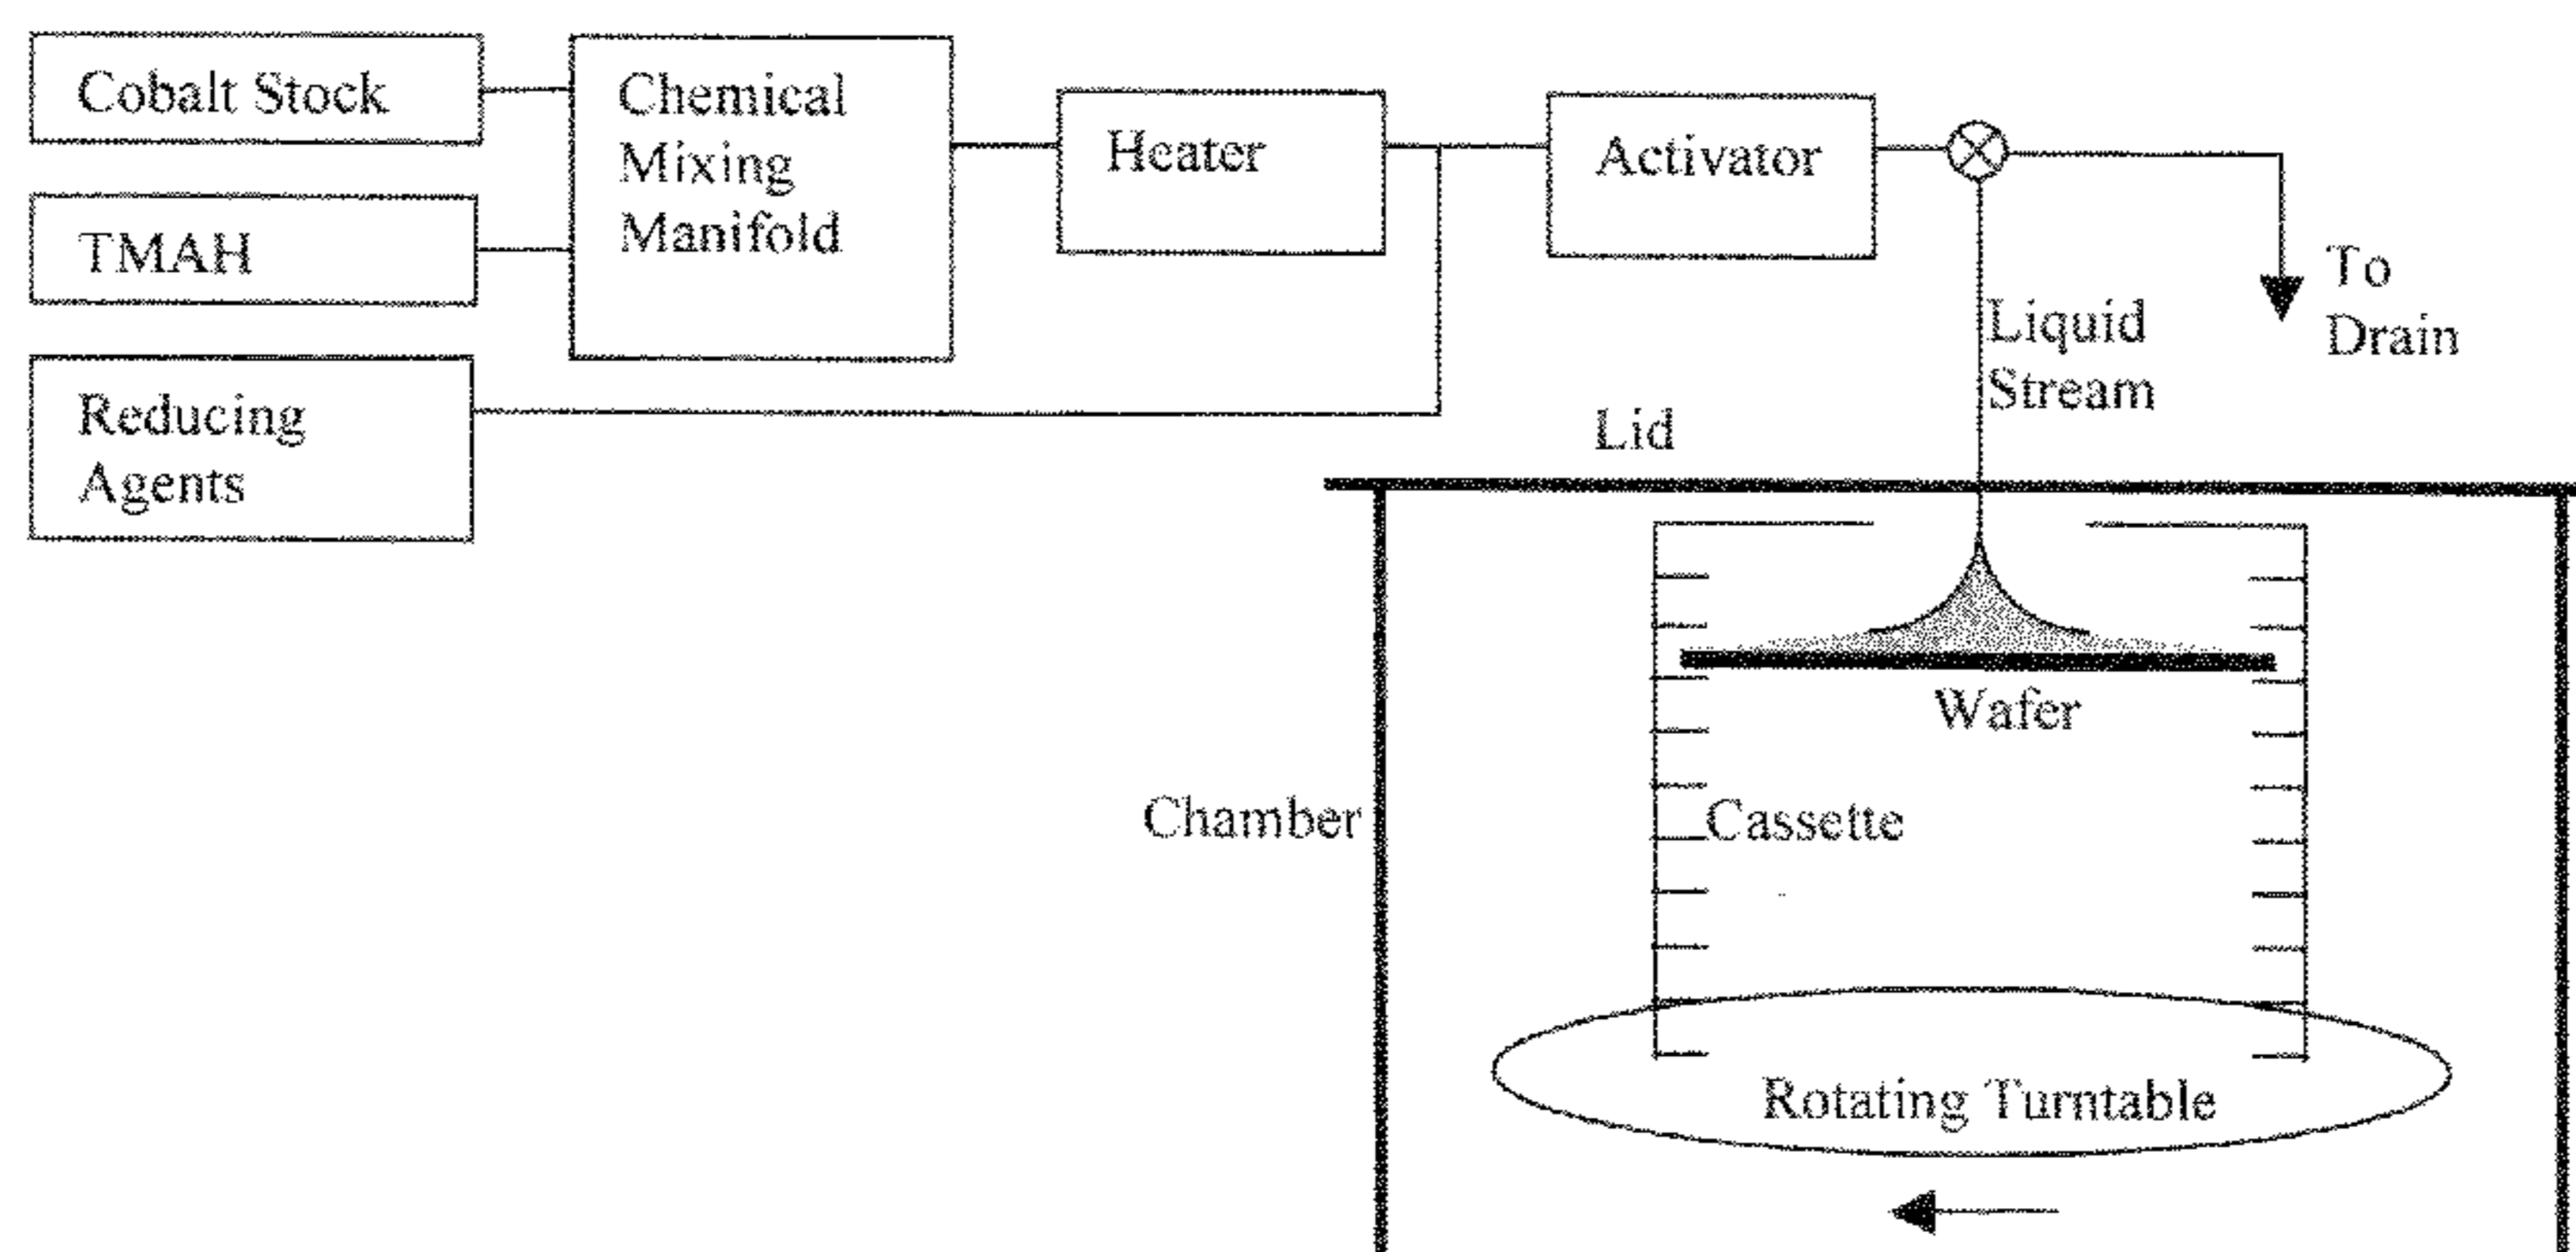 Cobalt Stock
TMAH
Reducing
Agents
Chemical
Mixing
Manifold
Heater
Activator
To
Drain
Liquid
Stream
Lid
Wafer
Chamber
Cassette
Rotating Turntable